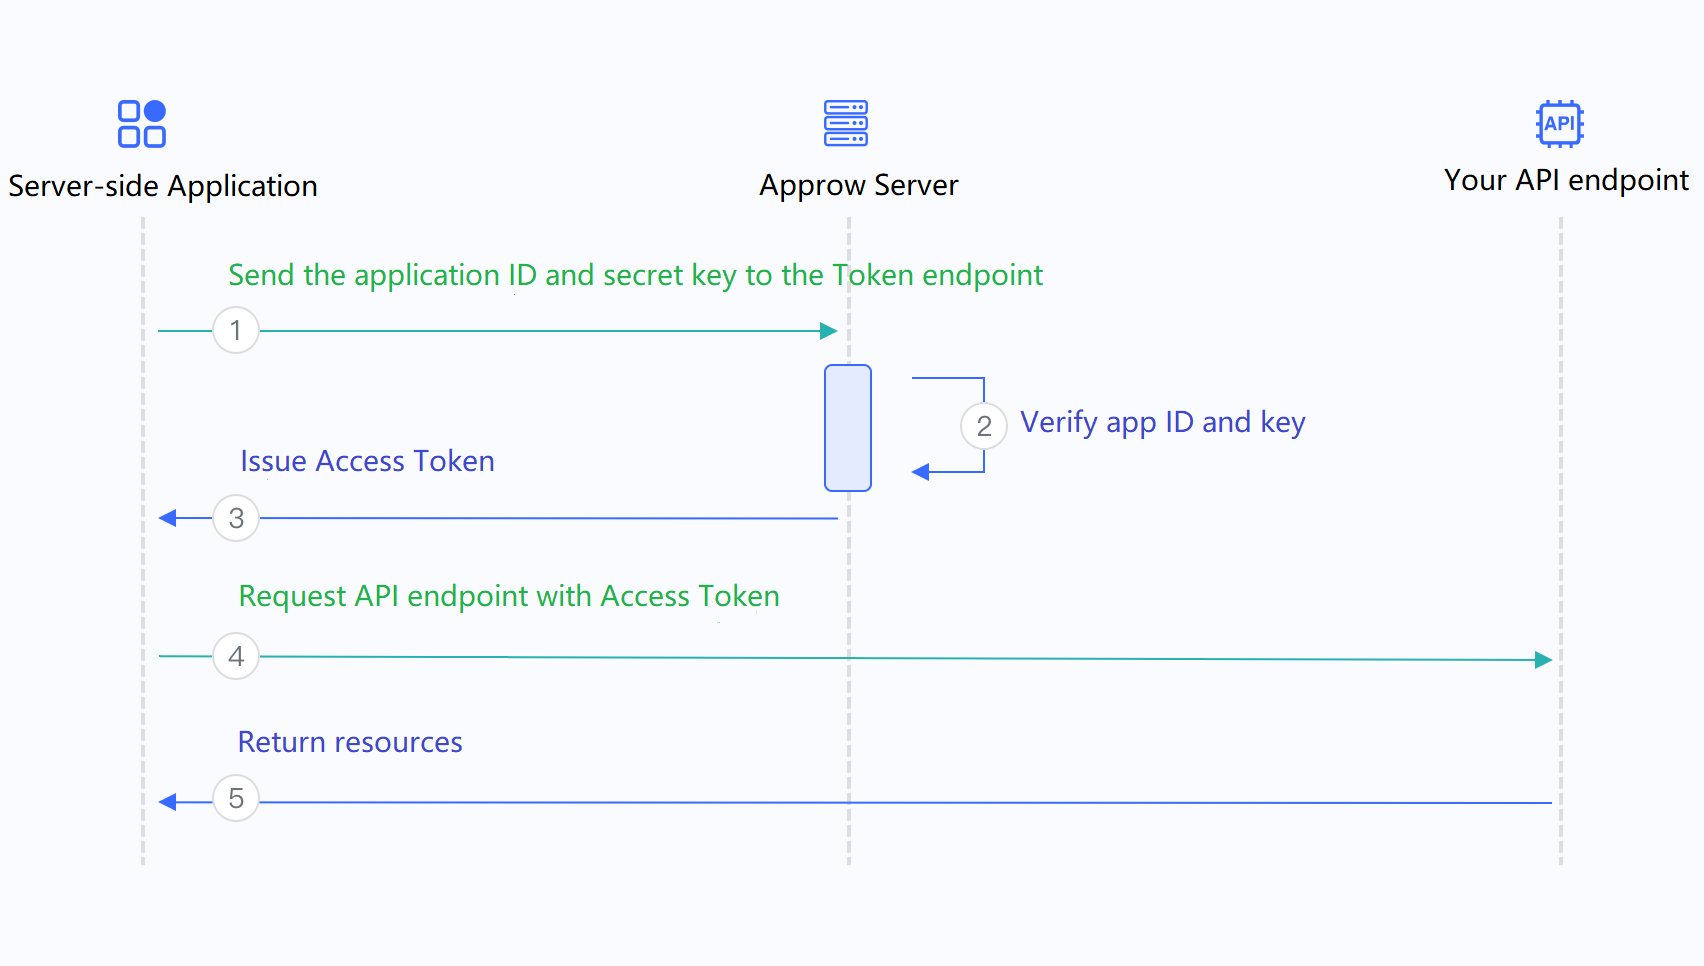 API
Server-side Application
Approw Server
Your API endpoint
Send the application ID and secret key to the Token endpoint
1
2
Verify app ID and key
Issue Access Token
3
Request API endpoint with Access Token
4
Return resources
5